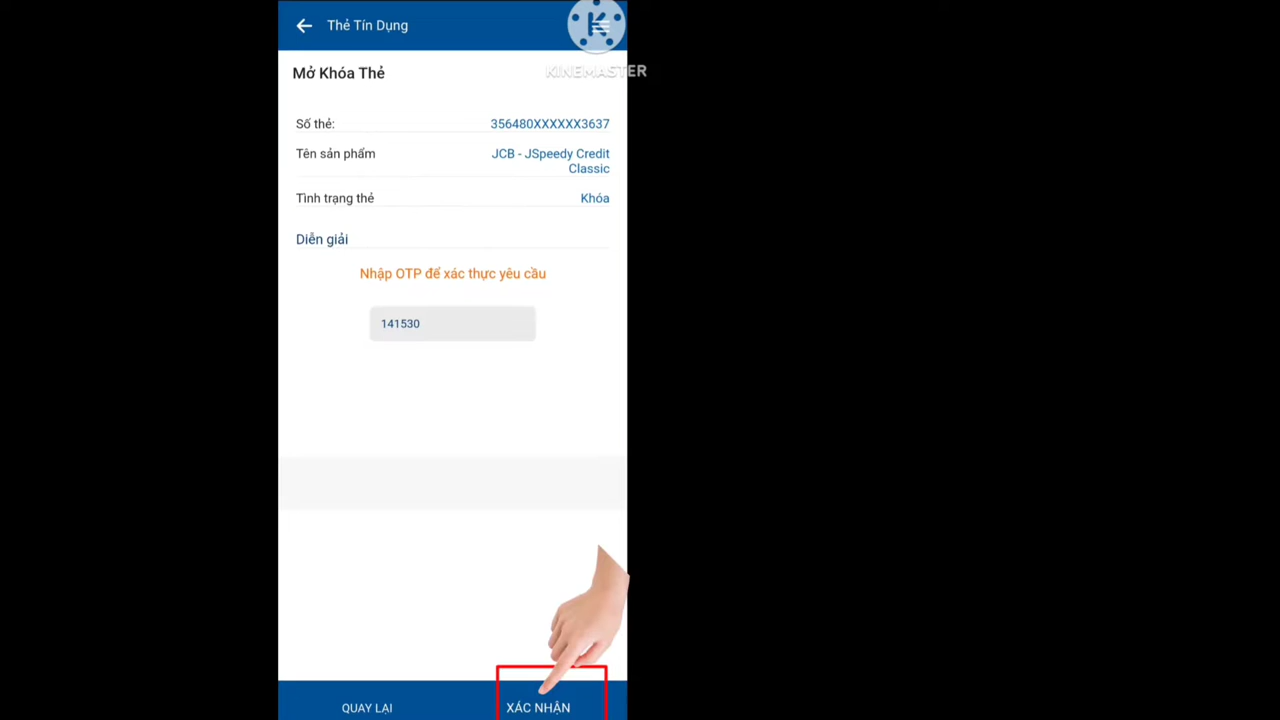 Thẻ Tín Dụng
K
KINEMASTER
Mở Khóa Thẻ
Số thẻ: 356480XXXXXX3637
Tên sản phẩm JCB - JSpeedy Credit
Classic
Tình trạng thẻ Khóa
Diễn giải
Nhập OTP để xác thực yêu cầu
141530
QUAY LẠI XÁC NHẬN